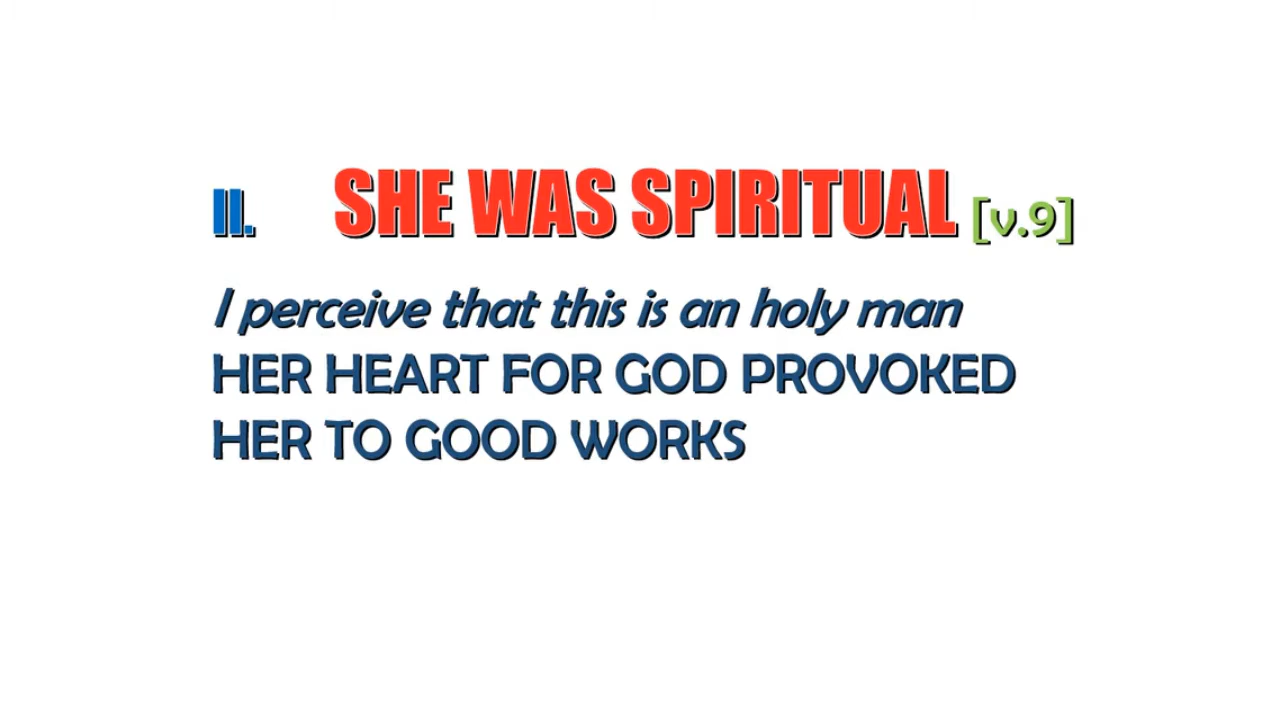 II. SHE WAS SPIRITUAL [v.9]
I perceive that this is an holy man
HER HEART FOR GOD PROVOKED
HER TO GOOD WORKS